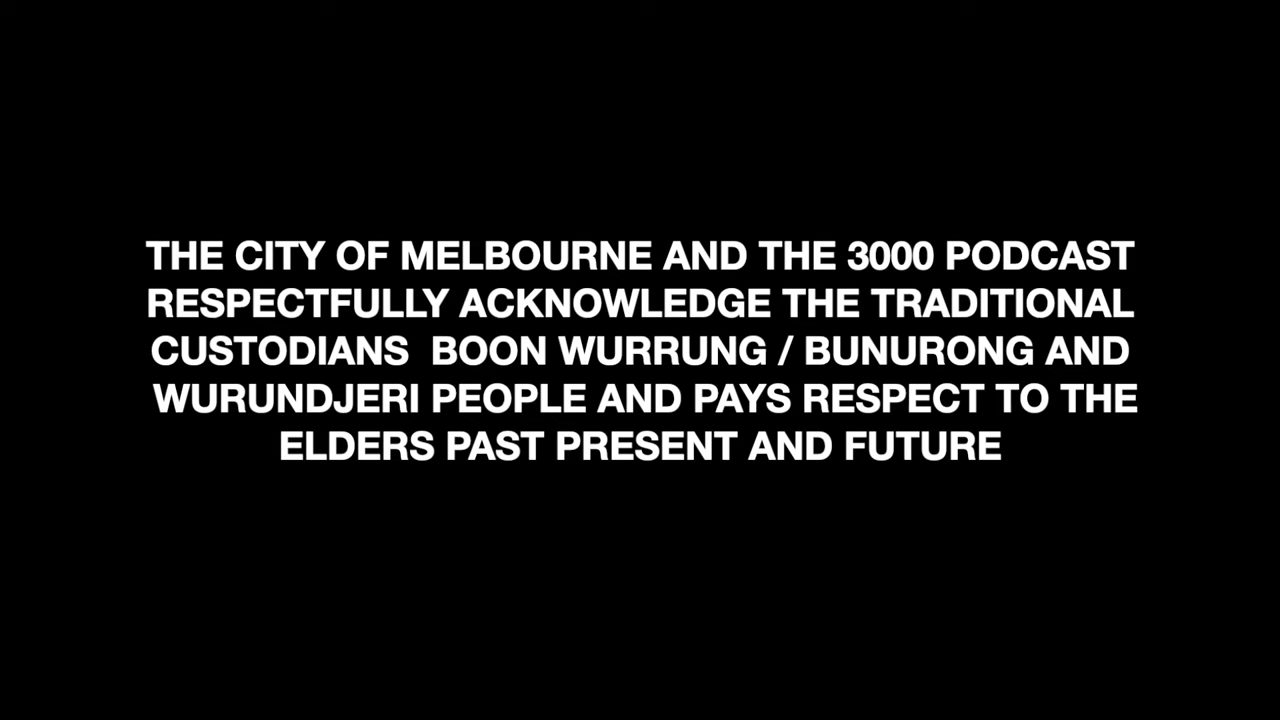 THE CITY OF MELBOURNE AND THE 3000 PODCAST
RESPECTFULLY ACKNOWLEDGE THE TRADITIONAL
CUSTODIANS  BOON WURRUNG / BUNURONG AND
WURUNDJERI PEOPLE AND PAYS RESPECT TO THE
ELDERS PAST PRESENT AND FUTURE